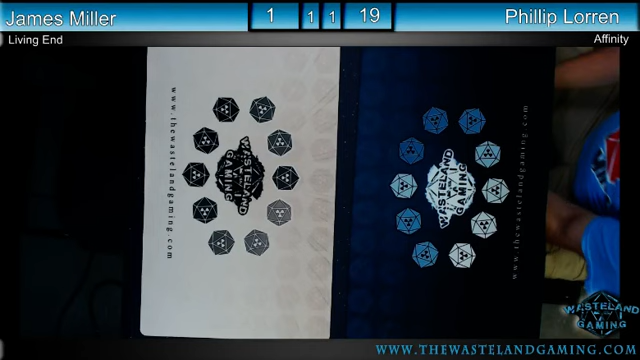 James Miller
1
1
1
19
Phillip Lorren
Living End
Affinity
www.thewastelandgaming.com
WASTELAND
GAMING
WASTELAND
GAMING
www.thewastelandgaming.com
WASTELAND
GAMING
WWW.THEWASTELANDGAMING.COM